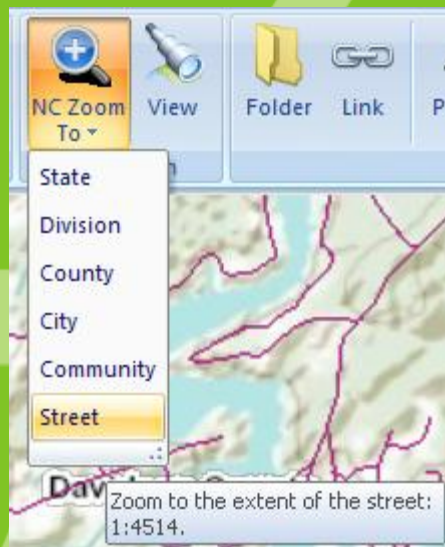 NC Zoom To
View
Folder
Link
P
State
Division
County
City
Community
Street
Zoom to the extent of the street:
1:4514.